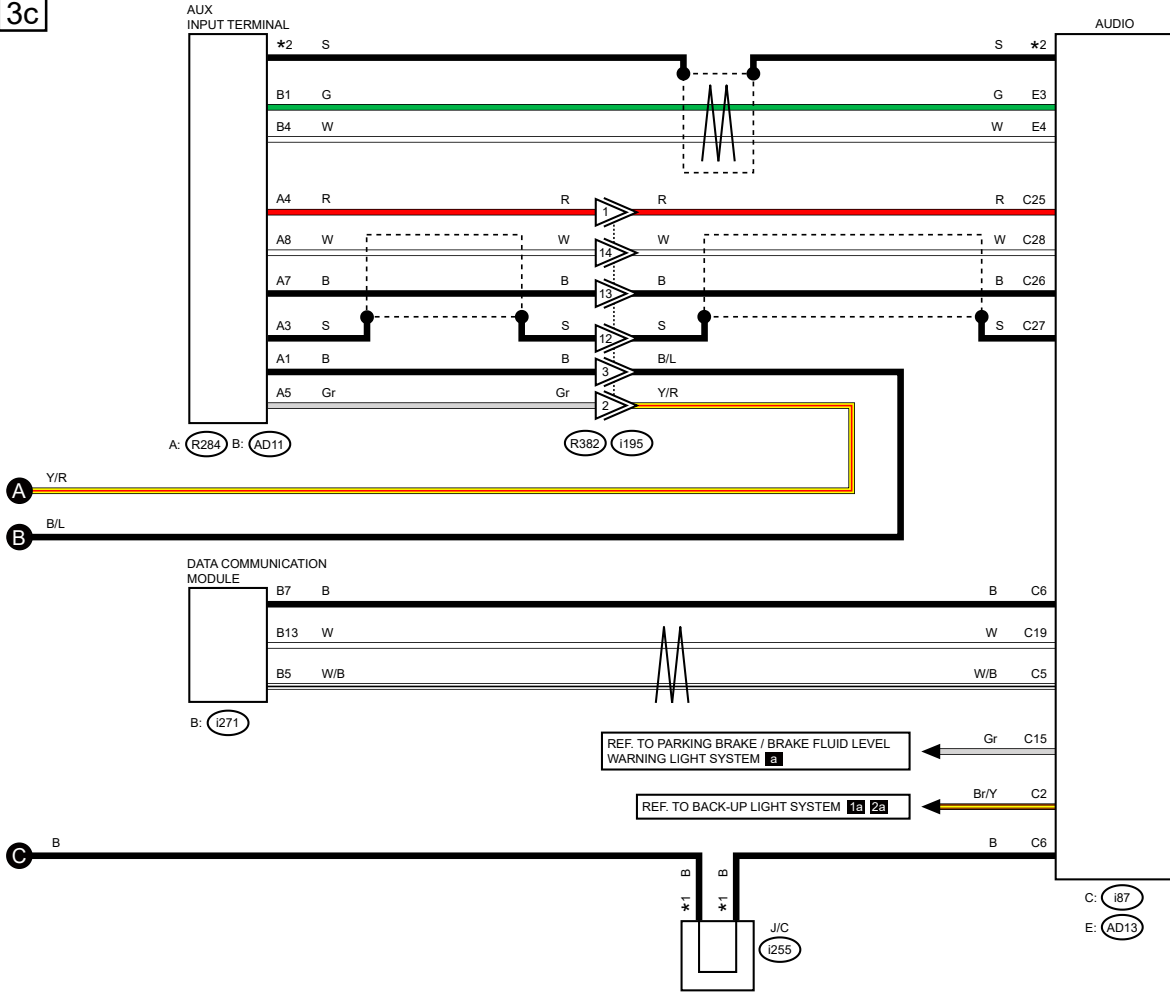 3c
AUX
INPUT TERMINAL
AUDIO
*2 S S *2
B1 G G E3
B4 W W E4
A4 R R 1 R R C25
A8 W W 14 W W C28
A7 B B 13 B B C26
A3 S S 12 S S C27
A1 B B 3 B/L
A5 Gr Gr 2 Y/R
A: R284 B: AD11 R382 i195
A Y/R
B B/L
DATA COMMUNICATION
MODULE
B7 B B C6
B13 W W C19
B5 W/B W/B C5
B: i271
Gr C15
REF. TO PARKING BRAKE / BRAKE FLUID LEVEL
WARNING LIGHT SYSTEM a
Br/Y C2
REF. TO BACK-UP LIGHT SYSTEM 1a 2a
C B B C6
*1 B *1 B
J/C
i255
C: i87
E: AD13